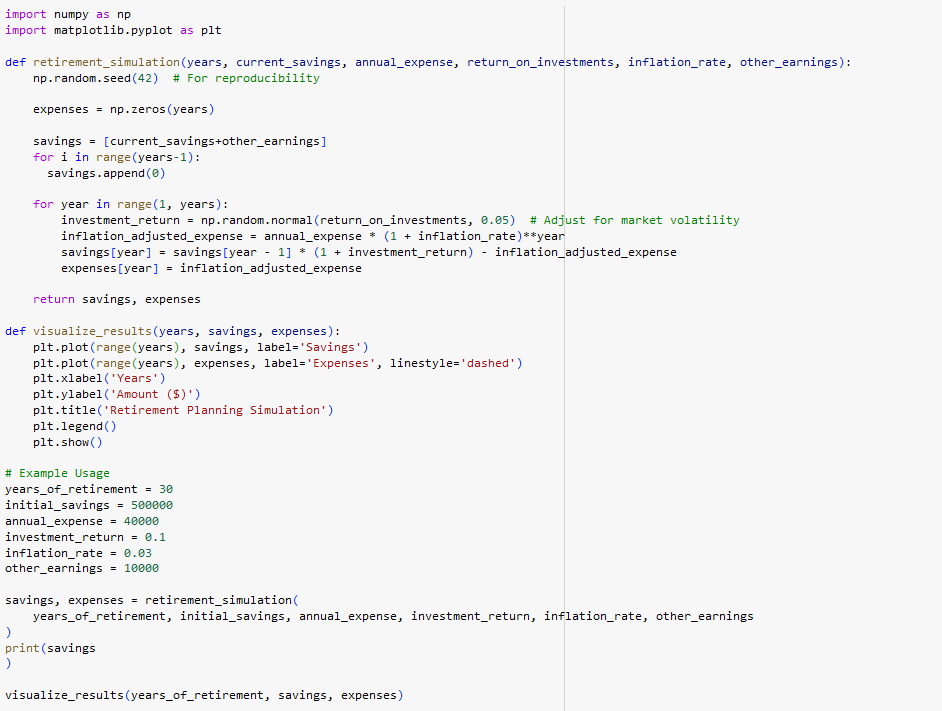 import numpy as np
import matplotlib.pyplot as plt
def retirement_simulation(years, current_savings, annual_expense, return_on_investments, inflation_rate, other_earnings):
    np.random.seed(42)  # For reproducibility
    expenses = np.zeros(years)
    savings = [current_savings+other_earnings]
    for i in range(years-1):
      savings.append(0)
    for year in range(1, years):
        investment_return = np.random.normal(return_on_investments, 0.05)  # Adjust for market volatility
        inflation_adjusted_expense = annual_expense * (1 + inflation_rate)**year
        savings[year] = savings[year - 1] * (1 + investment_return) - inflation_adjusted_expense
        expenses[year] = inflation_adjusted_expense
    return savings, expenses
def visualize_results(years, savings, expenses):
    plt.plot(range(years), savings, label='Savings')
    plt.plot(range(years), expenses, label='Expenses', linestyle='dashed')
    plt.xlabel('Years')
    plt.ylabel('Amount ($)')
    plt.title('Retirement Planning Simulation')
    plt.legend()
    plt.show()
# Example Usage
years_of_retirement = 30
initial_savings = 500000
annual_expense = 40000
investment_return = 0.1
inflation_rate = 0.03
other_earnings = 10000
savings, expenses = retirement_simulation(
    years_of_retirement, initial_savings, annual_expense, investment_return, inflation_rate, other_earnings
)
print(savings
)
visualize_results(years_of_retirement, savings, expenses)